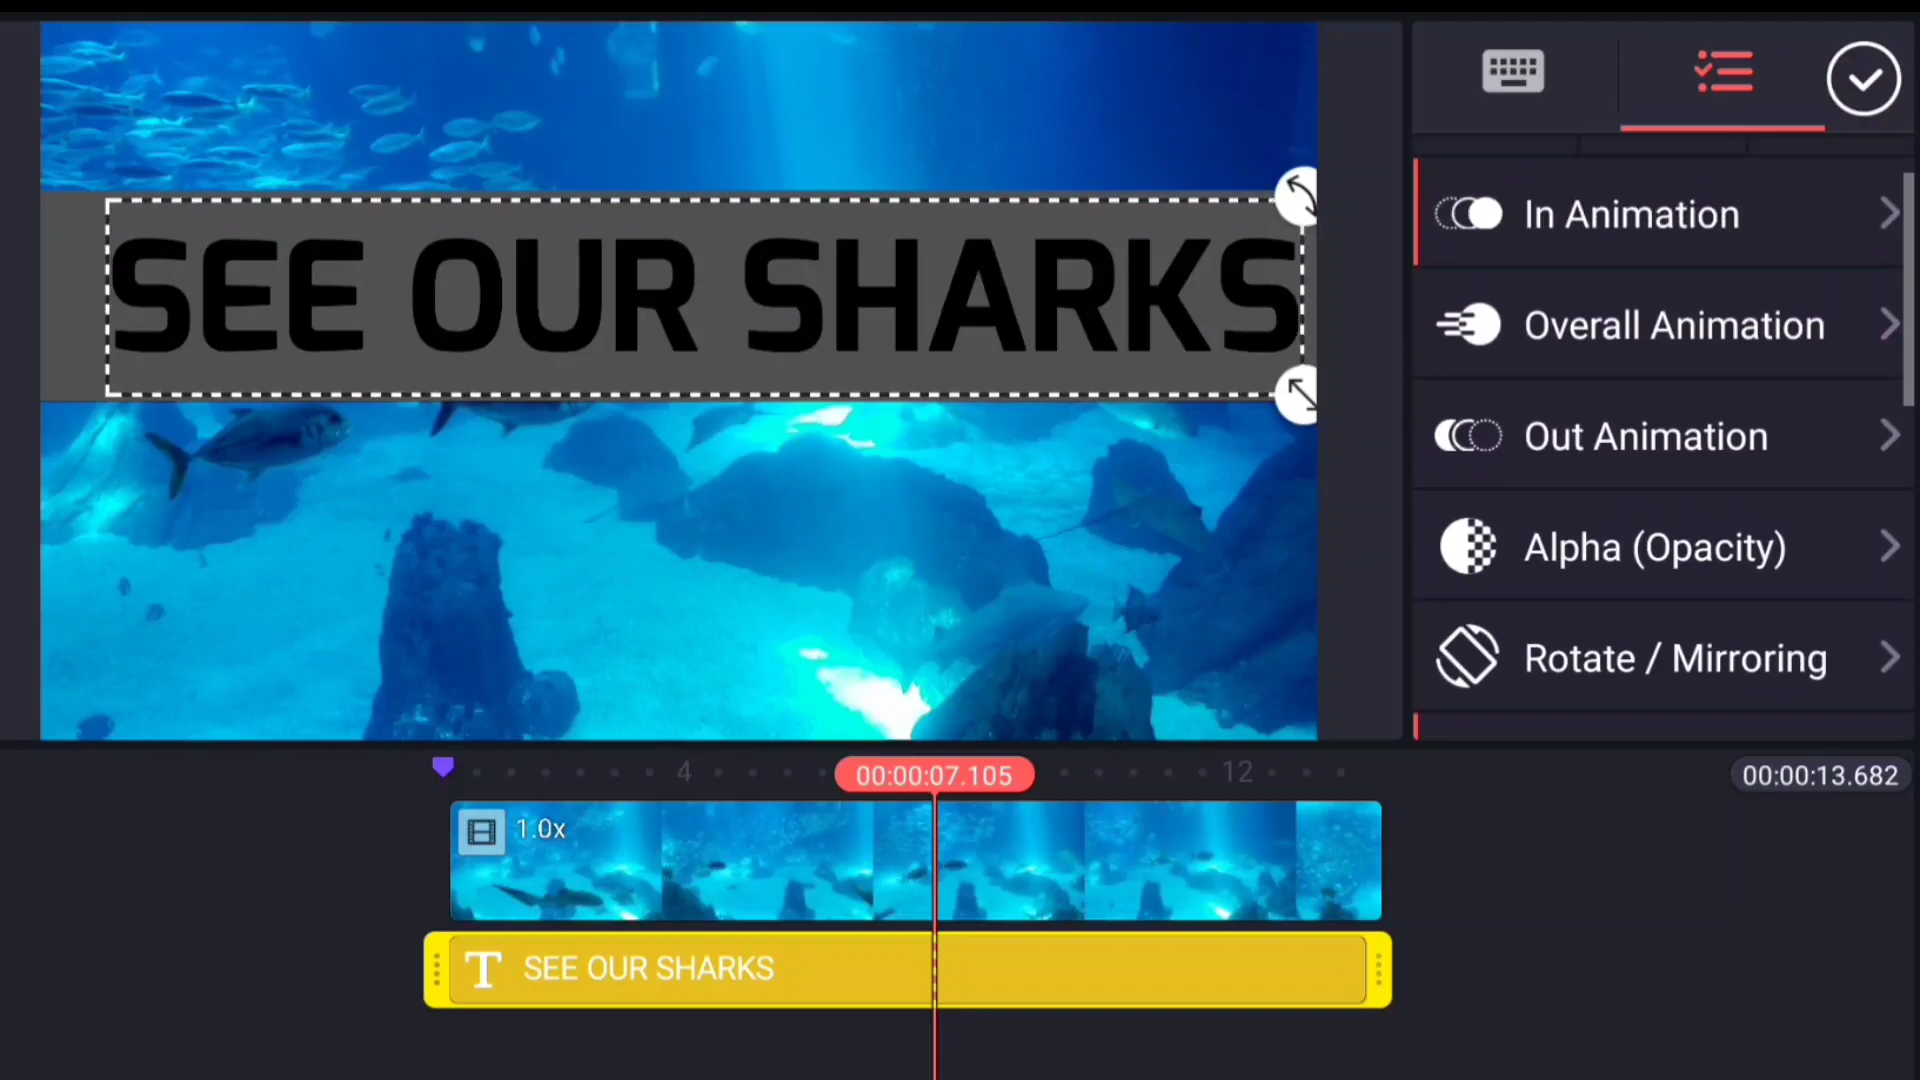 SEE OUR SHARKS
In Animation
Overall Animation
Out Animation
Alpha (Opacity)
Rotate / Mirroring
4
00:00:07.105
12
00:00:13.682
1.0x
T SEE OUR SHARKS